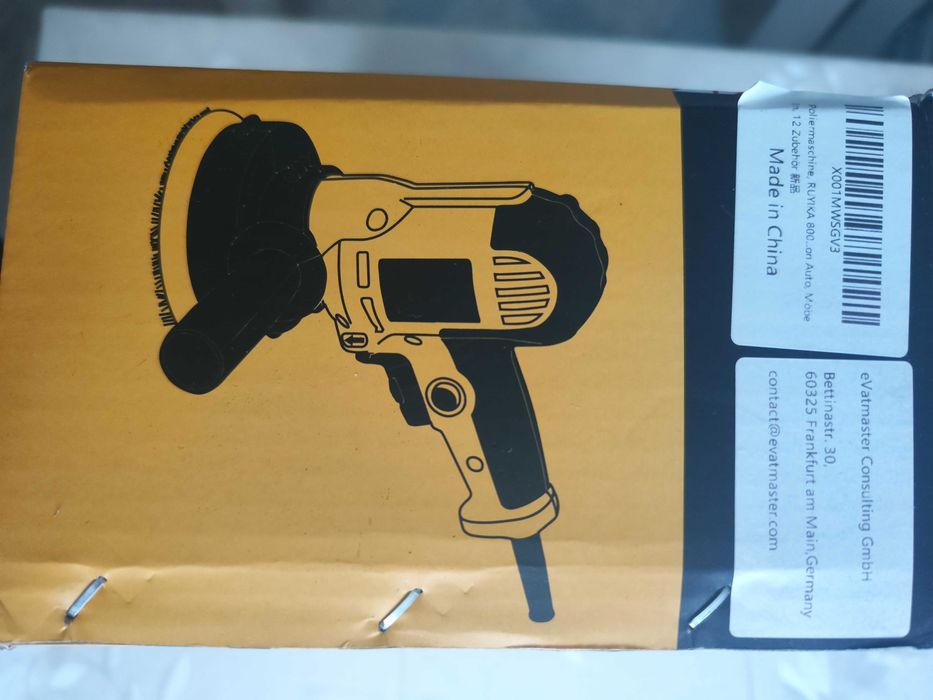 X001MWSGV3
Poliermaschine, RUYIKA 800...on Auto, Möbe
ln, 12 Zubehör 新品
Made in China
eVatmaster Consulting GmbH
Bettinastr. 30,
60325 Frankfurt am Main,Germany
contact@evatmaster.com